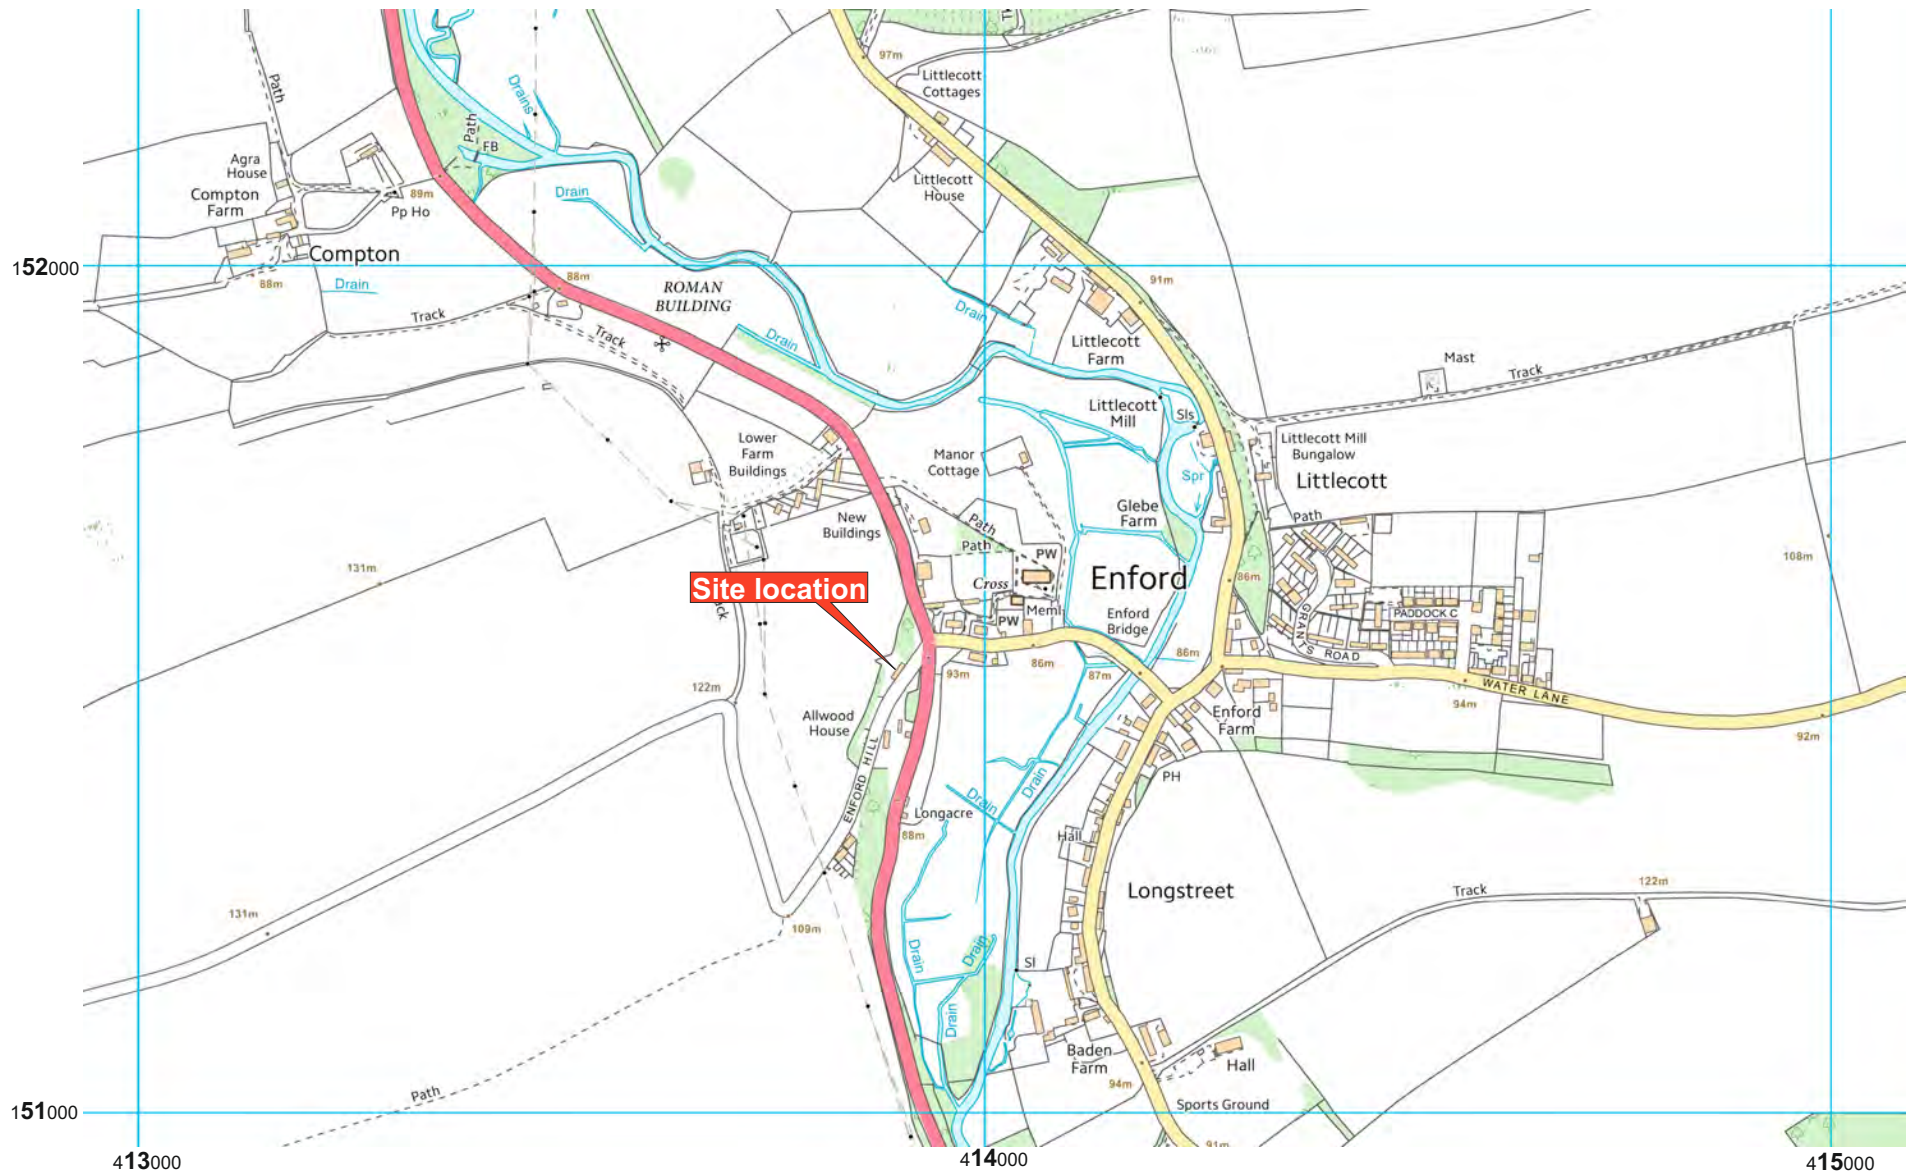 97m
Path
Drains
Littlecott
Cottages
Path
FB
Agra
House
Compton
Farm
89m
Pp Ho
Drain
Littlecott
House
Compton
152000
88m
Drain
88m
ROMAN
BUILDING
91m
Track
Track
Drain
Drain
Littlecott
Farm
Mast
Track
Littlecott
Mill
Sls
Lower
Farm
Buildings
Manor
Cottage
Littlecott Mill
Bungalow
Spr
Littlecott
New
Buildings
Path
Glebe
Farm
Path
Path
PW
108m
131m
Enford
86m
Site location
Cross
Meml
Enford
Bridge
PW
GRANTS ROAD
PADDOCK C
ack
86m
87m
86m
93m
122m
WATER LANE
94m
92m
Allwood
House
Enford
Farm
ENFORD HILL
PH
Drain
Drain
Longacre
88m
Hall
Longstreet
Track
122m
131m
109m
Drain
Drain
Sl
Drain
Baden
Farm
Hall
94m
Path
Sports Ground
151000
91m
413000
414000
415000